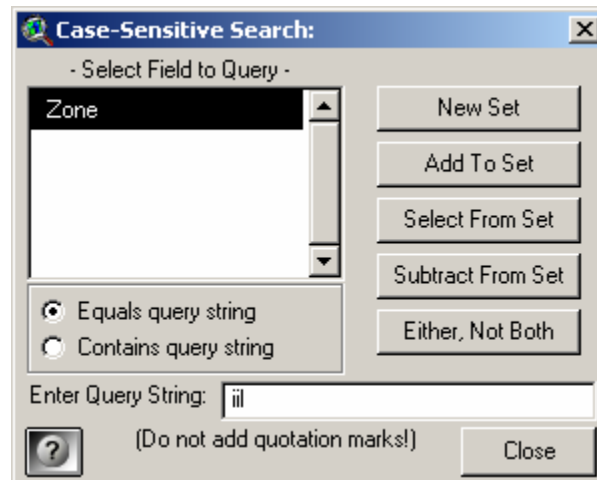 Case-Sensitive Search:
- Select Field to Query -
Zone
New Set
Add To Set
Select From Set
Subtract From Set
Either, Not Both
Equals query string
Contains query string
Enter Query String: iil
(Do not add quotation marks!)
?
Close